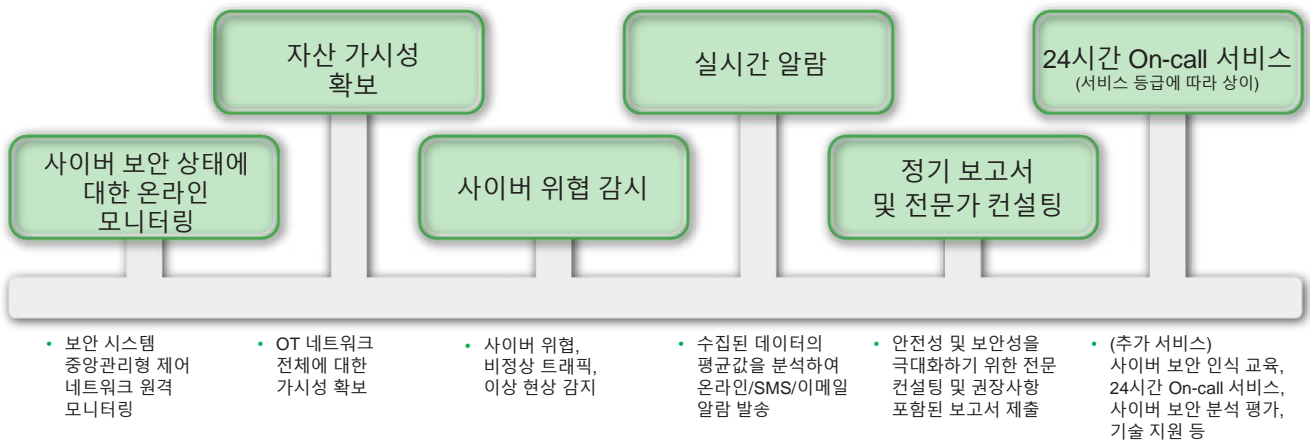 자산 가시성
확보
실시간 알람
24시간 On-call 서비스
(서비스 등급에 따라 상이)
사이버 보안 상태에
대한 온라인
모니터링
사이버 위협 감시
정기 보고서
및 전문가 컨설팅
• 보안 시스템
중앙관리형 제어
네트워크 원격
모니터링
• OT 네트워크
전체에 대한
가시성 확보
• 사이버 위협,
비정상 트래픽,
이상 현상 감지
• 수집된 데이터의
평균값을 분석하여
온라인/SMS/이메일
알람 발송
• 안전성 및 보안성을
극대화하기 위한 전문
컨설팅 및 권장사항
포함된 보고서 제출
• (추가 서비스)
사이버 보안 인식 교육,
24시간 On-call 서비스,
사이버 보안 분석 평가,
기술 지원 등